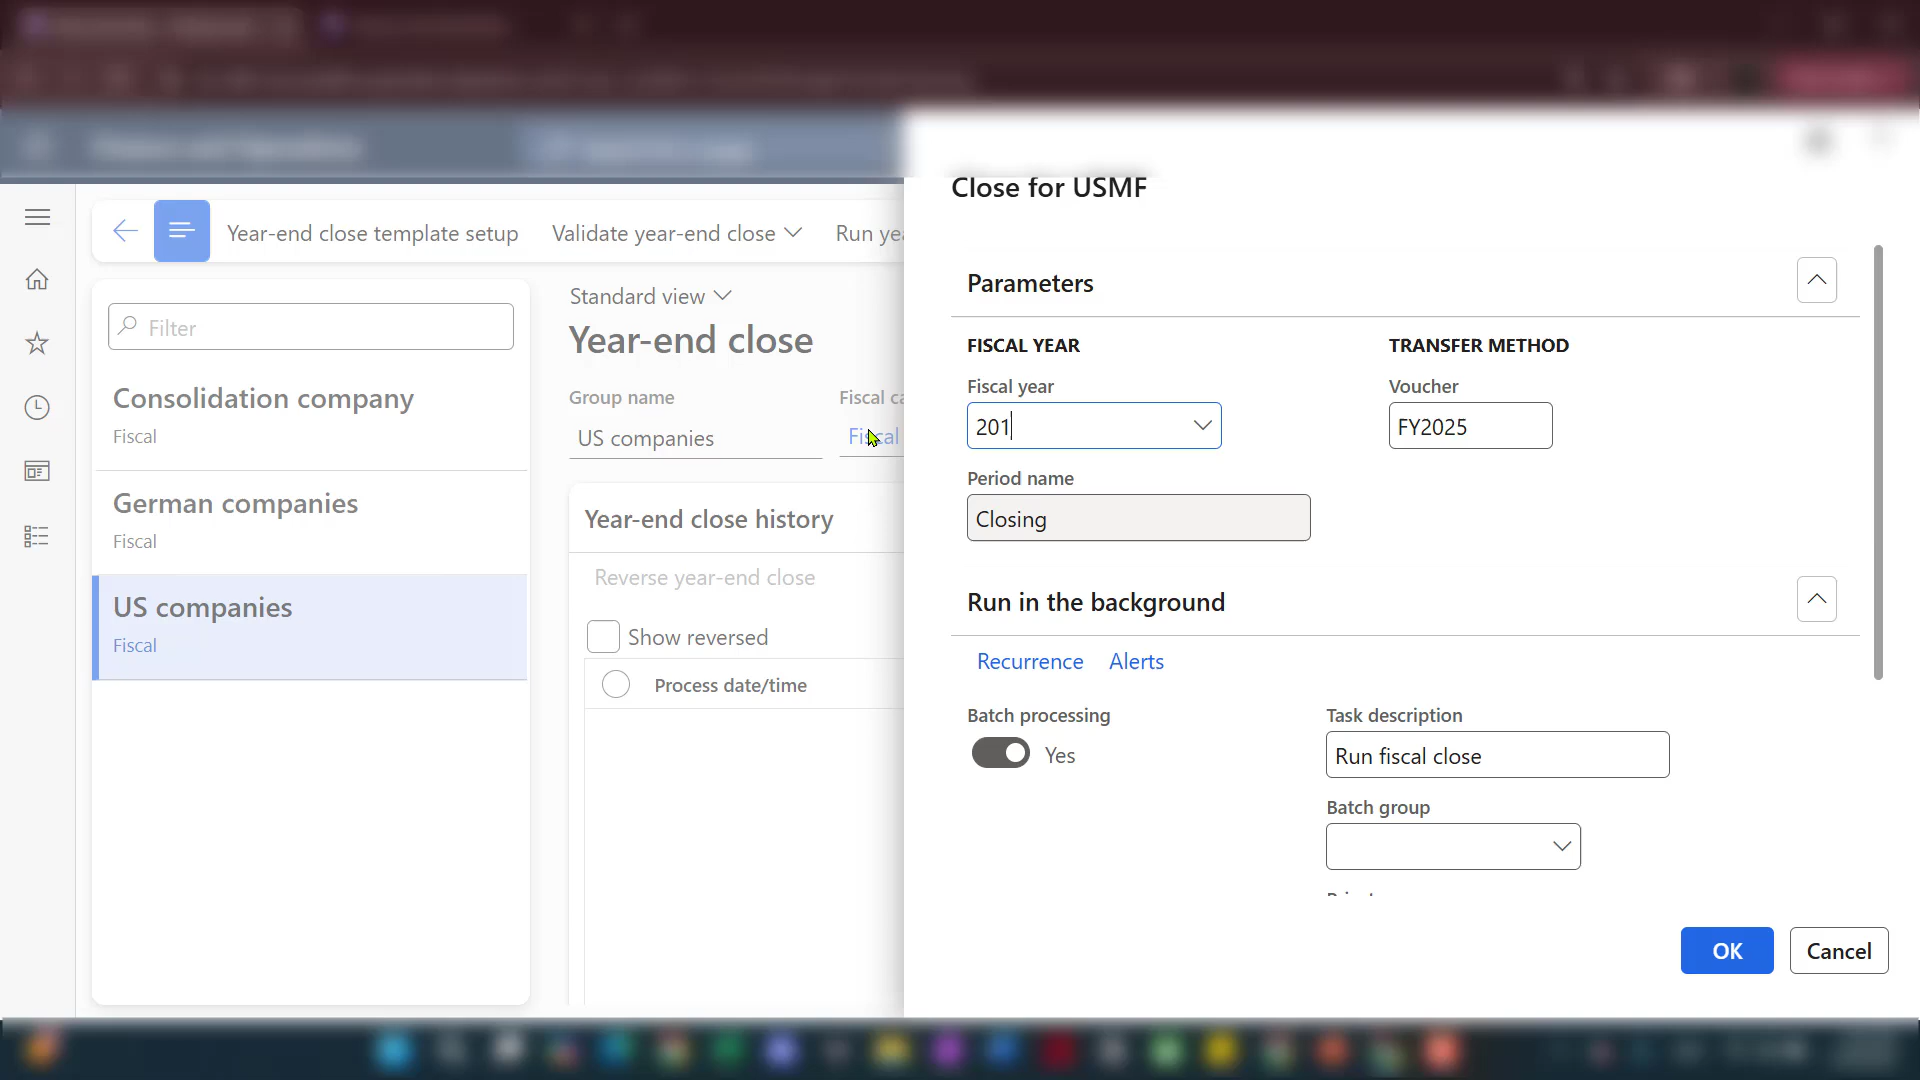 Close for USMF
Year-end close template setup
Validate year-end close
Run ye
Parameters
Filter
Standard view
Year-end close
FISCAL YEAR
TRANSFER METHOD
Fiscal year
Voucher
Group name
Fiscal ca
Consolidation company
Fiscal
US companies
Fiscal
201
FY2025
Period name
German companies
Fiscal
Year-end close history
Closing
Reverse year-end close
US companies
Fiscal
Run in the background
Show reversed
Recurrence
Alerts
Process date/time
Batch processing
Task description
Yes
Run fiscal close
Batch group
OK
Cancel